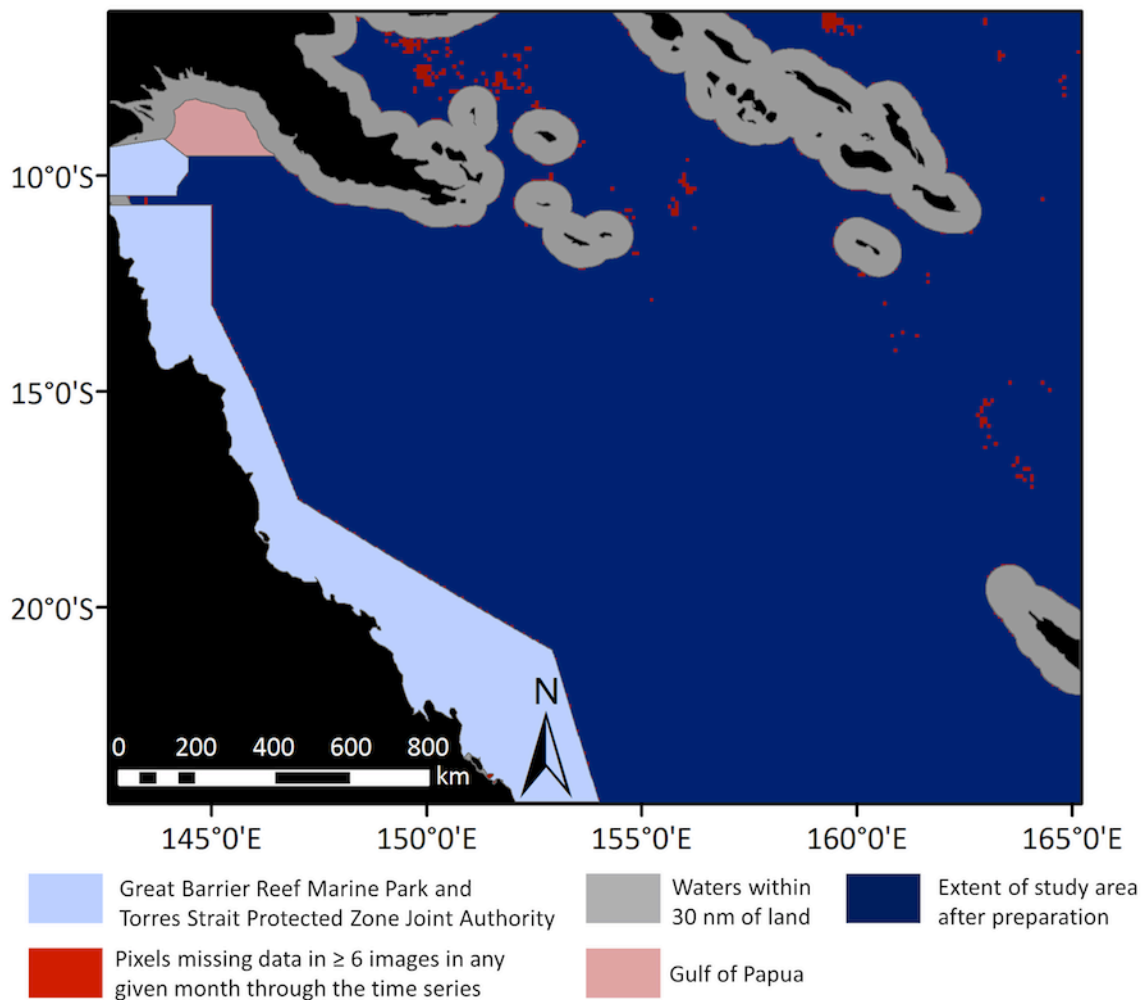 10°0'S
15°0'S
20°0'S
N
0 200 400 600 800
km
145°0'E 150°0'E 155°0'E 160°0'E 165°0'E
Great Barrier Reef Marine Park and
Torres Strait Protected Zone Joint Authority
Waters within
30 nm of land
Extent of study area
after preparation
Pixels missing data in ≥ 6 images in any
given month through the time series
Gulf of Papua